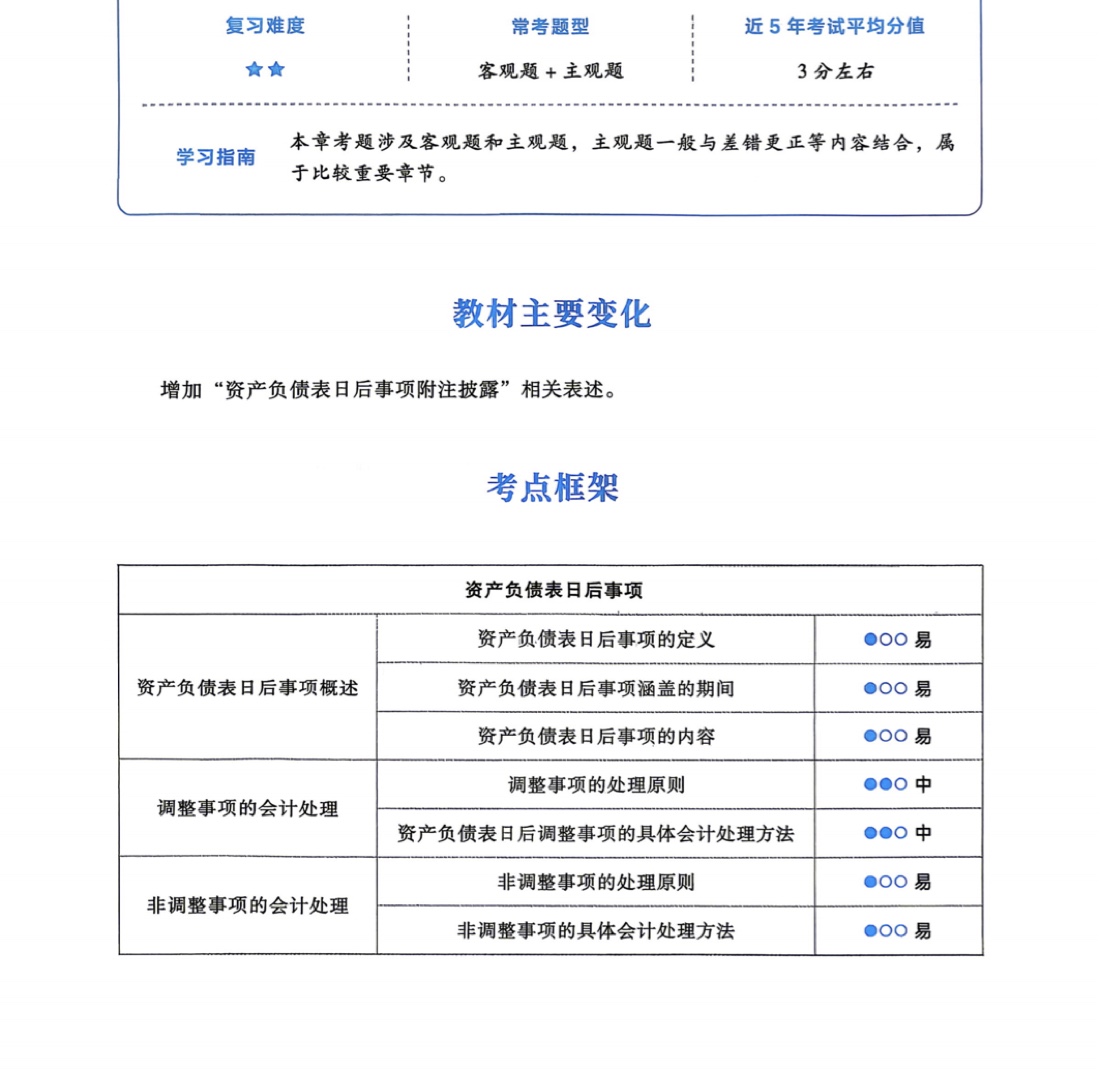 复习难度 常考题型 近 5 年考试平均分值
★★ 客观题 + 主观题 3 分左右
学习指南 本章考题涉及客观题和主观题，主观题一般与差错更正等内容结合，属
于比较重要章节。
教材主要变化
增加“资产负债表日后事项附注披露”相关表述。
考点框架
资产负债表日后事项
资产负债表日后事项概述
资产负债表日后事项的定义 ●○○ 易
资产负债表日后事项涵盖的期间 ●○○ 易
资产负债表日后事项的内容 ●○○ 易
调整事项的会计处理
调整事项的处理原则 ●●○ 中
资产负债表日后调整事项的具体会计处理方法 ●●○ 中
非调整事项的会计处理
非调整事项的处理原则 ●○○ 易
非调整事项的具体会计处理方法 ●○○ 易